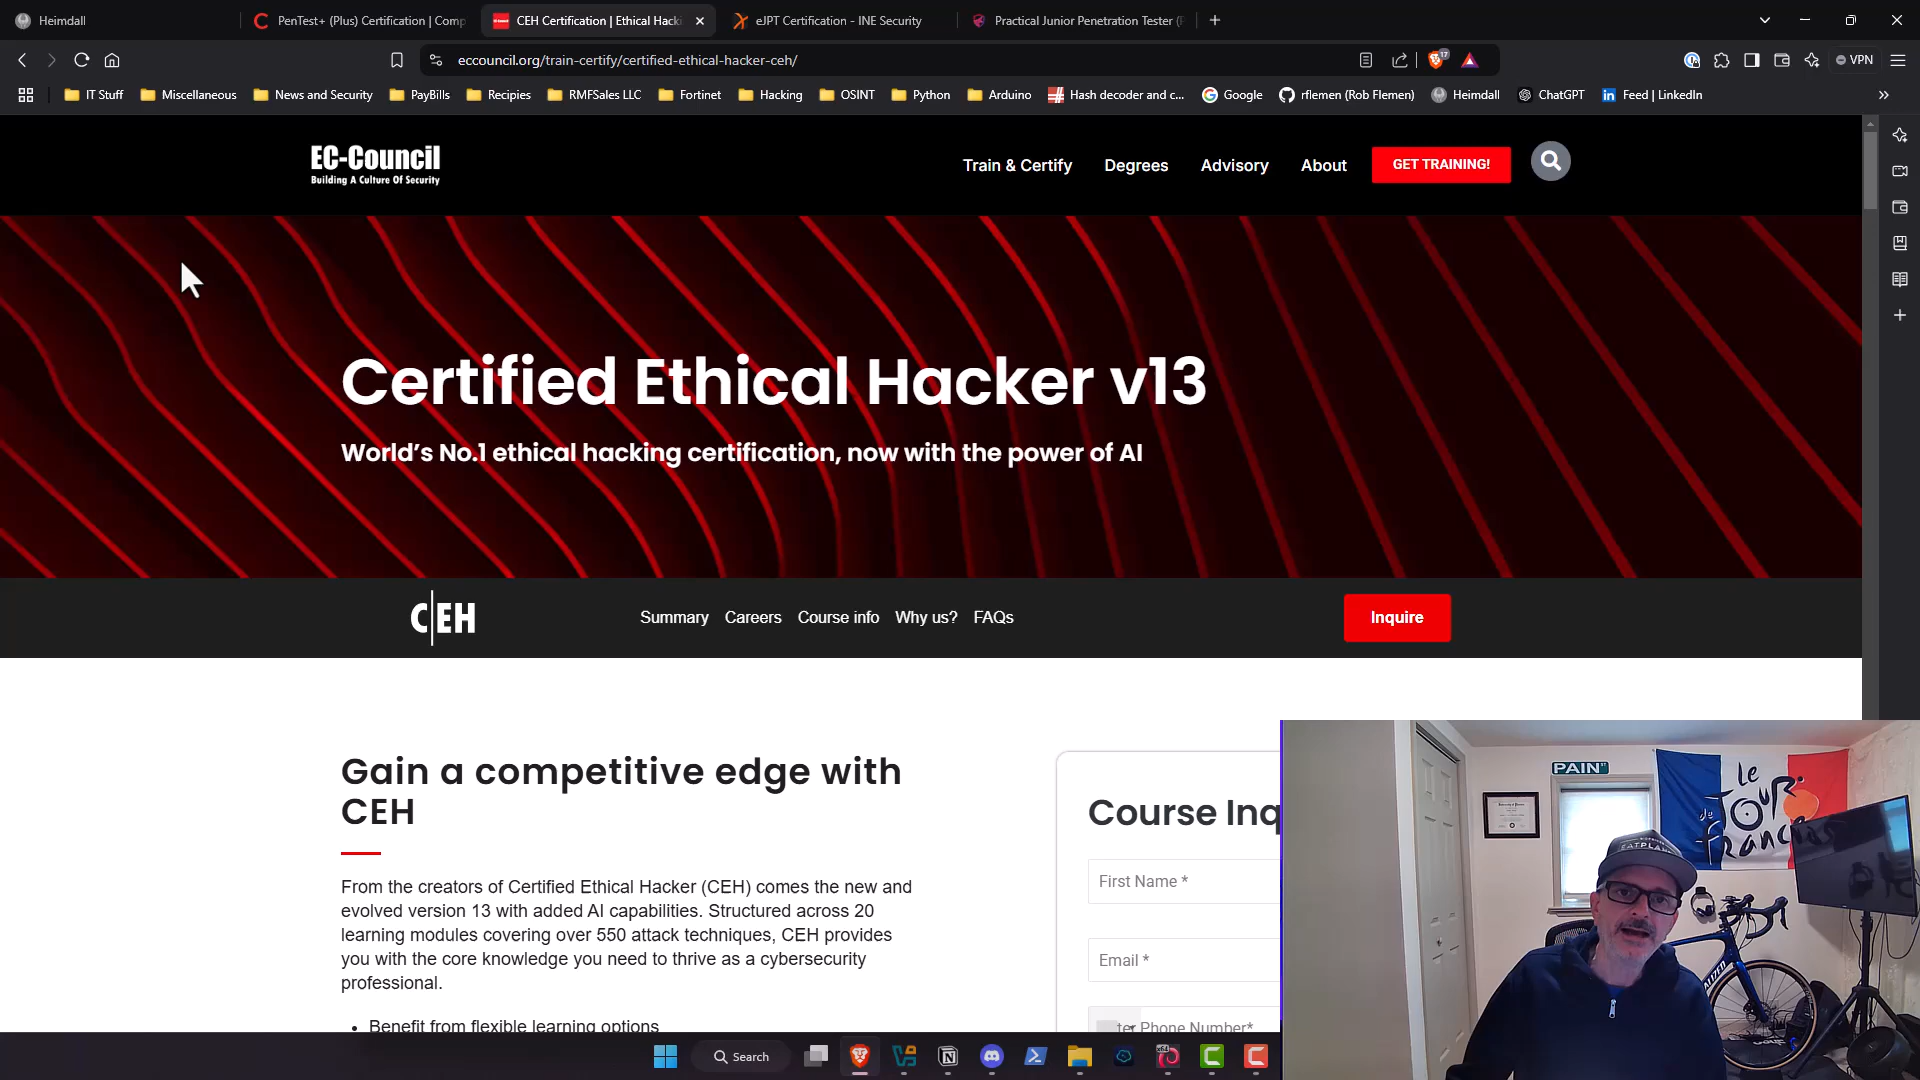 Heimdall
PenTest+ (Plus) Certification | Comp
CEH Certification | Ethical Hacki
eJPT Certification - INE Security
Practical Junior Penetration Tester (P
eccouncil.org/train-certify/certified-ethical-hacker-ceh/
17
VPN
IT Stuff
Miscellaneous
News and Security
PayBills
Recipies
RMFSales LLC
Fortinet
Hacking
OSINT
Python
Arduino
Hash decoder and c...
Google
rflemen (Rob Flemen)
Heimdall
ChatGPT
Feed | LinkedIn
EC-Council
Building A Culture Of Security
Train & Certify
Degrees
Advisory
About
GET TRAINING!
Certified Ethical Hacker v13
World's No.1 ethical hacking certification, now with the power of AI
C|EH
Summary
Careers
Course info
Why us?
FAQs
Inquire
Gain a competitive edge with
CEH
From the creators of Certified Ethical Hacker (CEH) comes the new and
evolved version 13 with added AI capabilities. Structured across 20
learning modules covering over 550 attack techniques, CEH provides
you with the core knowledge you need to thrive as a cybersecurity
professional.
• Benefit from flexible learning options
Course Inq
First Name *
Email *
Phone Number*
PAIN
Le
TOUR
de
France
Search